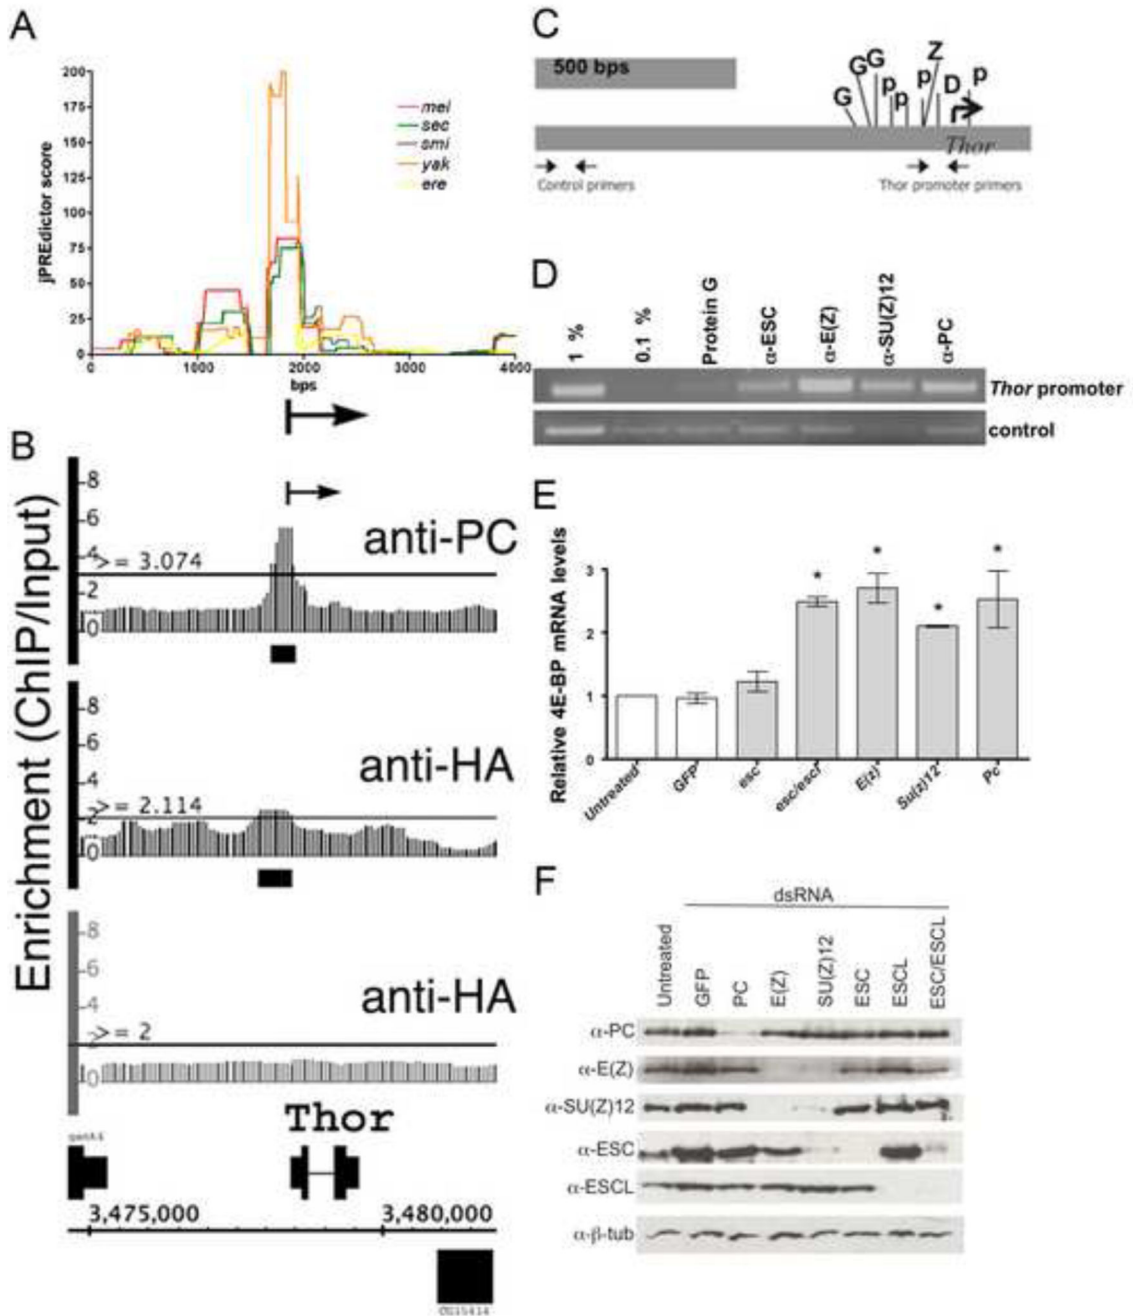 A
jPREdictor score
200
175
150
125
100
75
50
25
0
0
1000
2000
3000
4000
bps
mel
sec
smi
yak
ere
B
Enrichment (ChIP/Input)
8
6
4
2
0
>= 3.074
anti-PC
8
6
4
2
0
>= 2.114
anti-HA
8
6
4
2
0
>= 2
anti-HA
Thor
3,475,000
3,480,000
CG15414
C
500 bps
G
G
G
p
p
p
Z
D
p
Thor
Control primers
Thor promoter primers
D
1 %
0.1 %
Protein G
α-ESC
α-E(Z)
α-SU(Z)12
α-PC
Thor promoter
control
E
Relative 4E-BP mRNA levels
3
2
1
0
*
*
*
*
Untreated
GFP
esc
esc/escl
E(z)
Su(z)12
Pc
F
dsRNA
Untreated
GFP
PC
E(Z)
SU(Z)12
ESC
ESCL
ESC/ESCL
α-PC
α-E(Z)
α-SU(Z)12
α-ESC
α-ESCL
α-β-tub